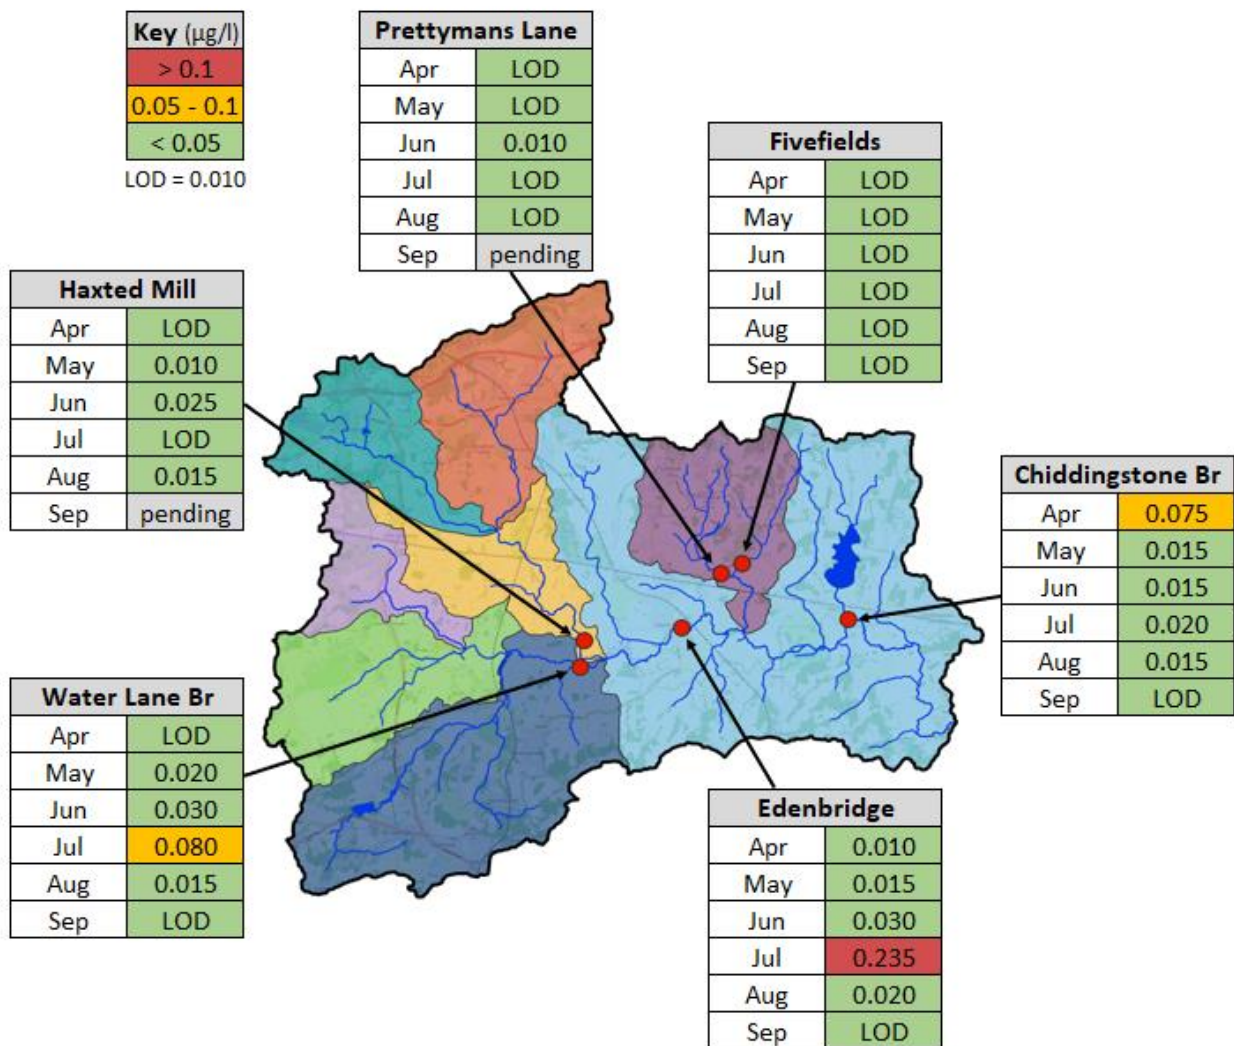 Key (µg/l)
> 0.1
0.05 - 0.1
< 0.05
LOD = 0.010
Prettymans Lane
Apr LOD
May LOD
Jun 0.010
Jul LOD
Aug LOD
Sep pending
Fivefields
Apr LOD
May LOD
Jun LOD
Jul LOD
Aug LOD
Sep LOD
Haxted Mill
Apr LOD
May 0.010
Jun 0.025
Jul LOD
Aug 0.015
Sep pending
Chiddingstone Br
Apr 0.075
May 0.015
Jun 0.015
Jul 0.020
Aug 0.015
Sep LOD
Water Lane Br
Apr LOD
May 0.020
Jun 0.030
Jul 0.080
Aug 0.015
Sep LOD
Edenbridge
Apr 0.010
May 0.015
Jun 0.030
Jul 0.235
Aug 0.020
Sep LOD